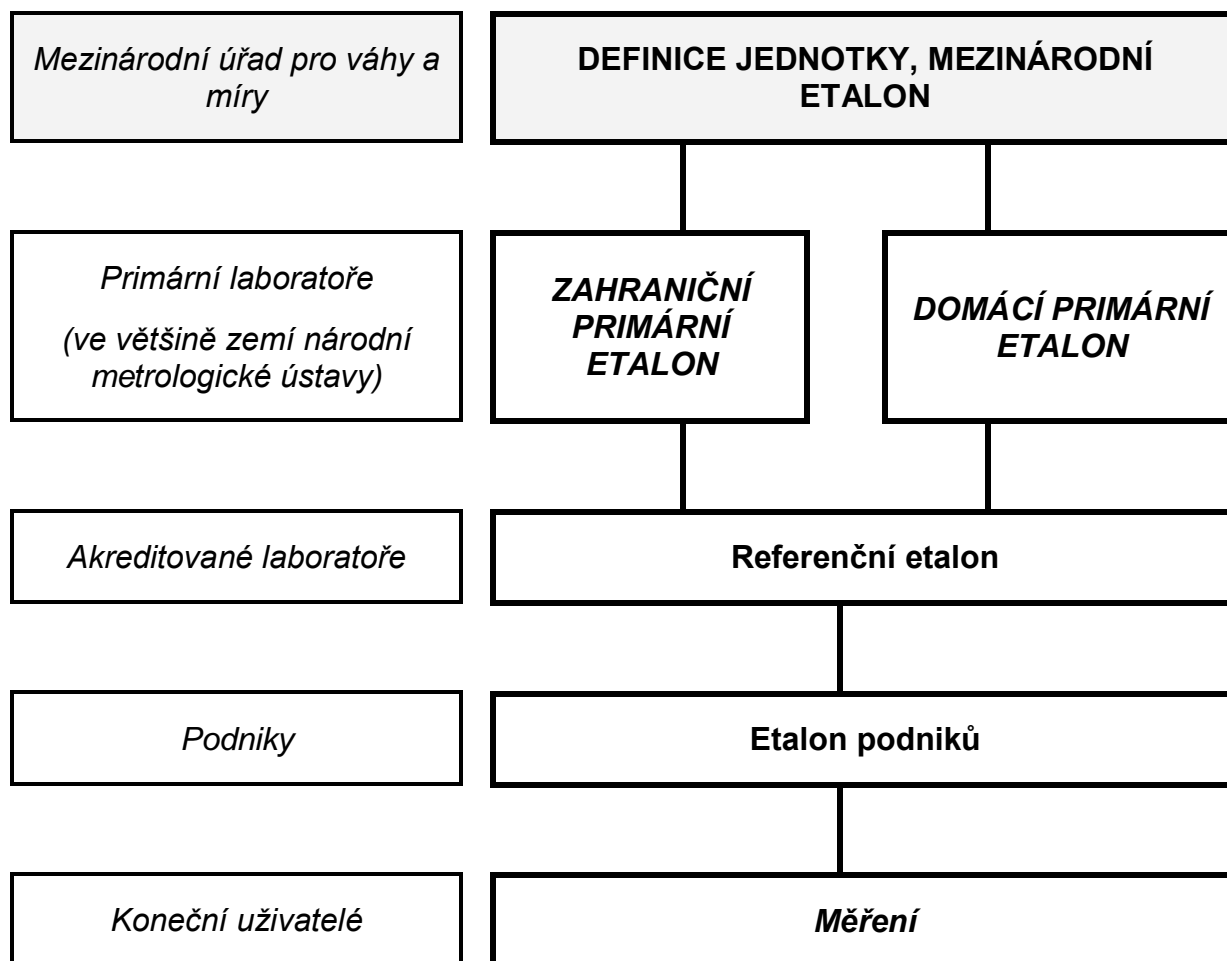 Mezinárodní úřad pro váhy a
míry
DEFINICE JEDNOTKY, MEZINÁRODNÍ
ETALON
Primární laboratoře
(ve většině zemí národní
metrologické ústavy)
ZAHRANIČNÍ
PRIMÁRNÍ
ETALON
DOMÁCÍ PRIMÁRNÍ
ETALON
Akreditované laboratoře
Referenční etalon
Podniky
Etalon podniků
Koneční uživatelé
Měření